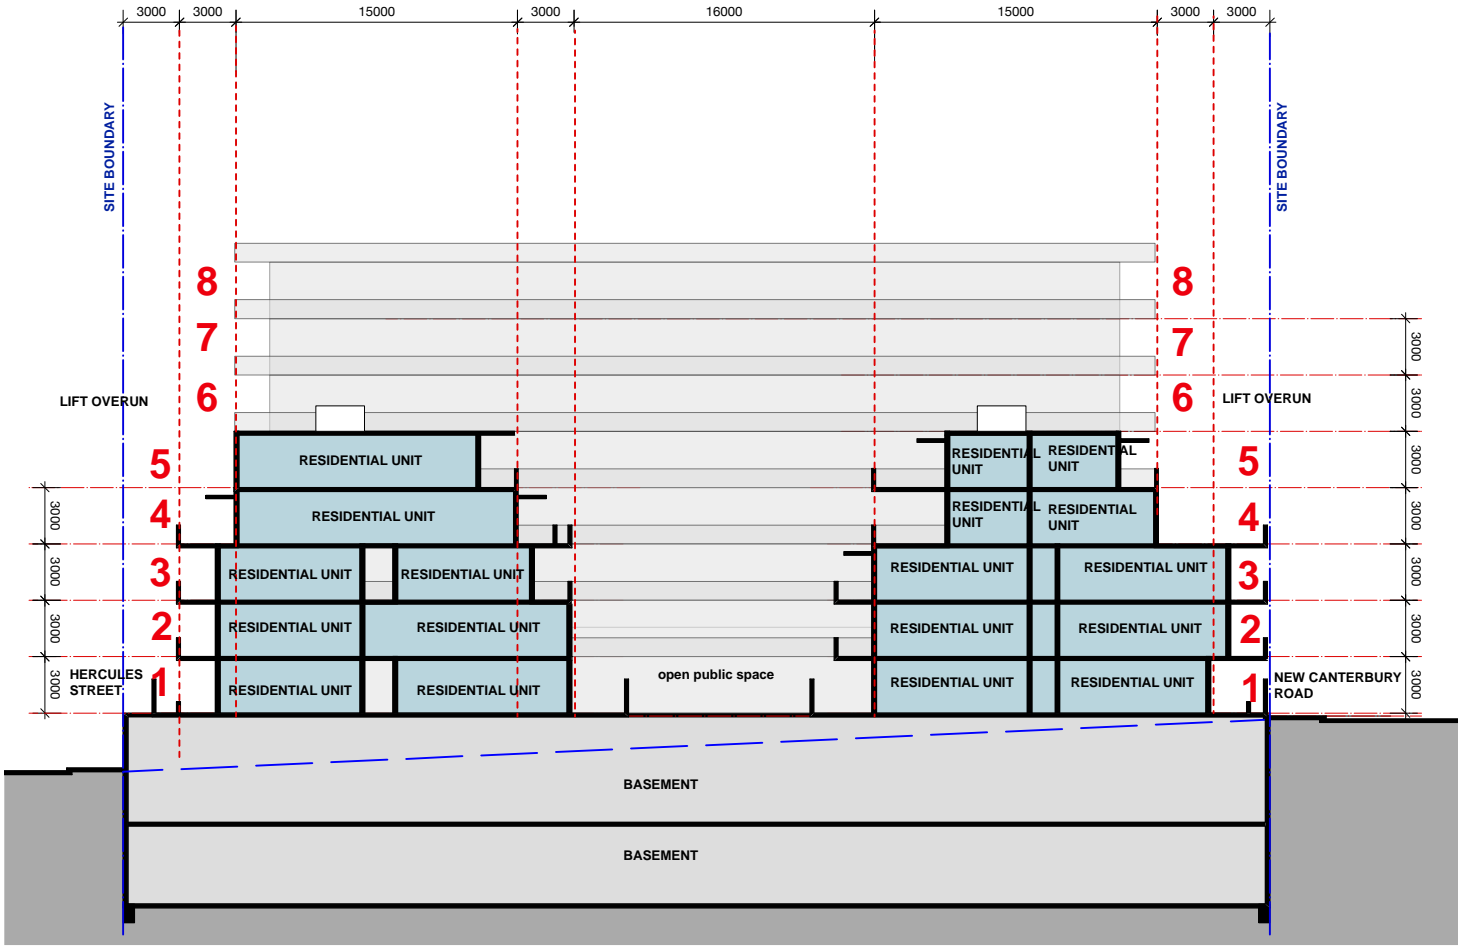 3000 3000 15000 3000 16000 15000 3000 3000
SITE BOUNDARY
SITE BOUNDARY
8
8
7
7
3000
6
6
3000
LIFT OVERUN
LIFT OVERUN
5
RESIDENTIAL UNIT
RESIDENTIAL
UNIT
RESIDENTIAL
UNIT
5
3000
3000
4
RESIDENTIAL UNIT
RESIDENTIAL
UNIT
RESIDENTIAL
UNIT
4
3000
3000
3
RESIDENTIAL UNIT
RESIDENTIAL UNIT
RESIDENTIAL UNIT
RESIDENTIAL UNIT
3
3000
3000
2
RESIDENTIAL UNIT
RESIDENTIAL UNIT
RESIDENTIAL UNIT
RESIDENTIAL UNIT
2
3000
3000
HERCULES
STREET
1
RESIDENTIAL UNIT
RESIDENTIAL UNIT
open public space
RESIDENTIAL UNIT
RESIDENTIAL UNIT
1
NEW CANTERBURY
ROAD
3000
BASEMENT
BASEMENT